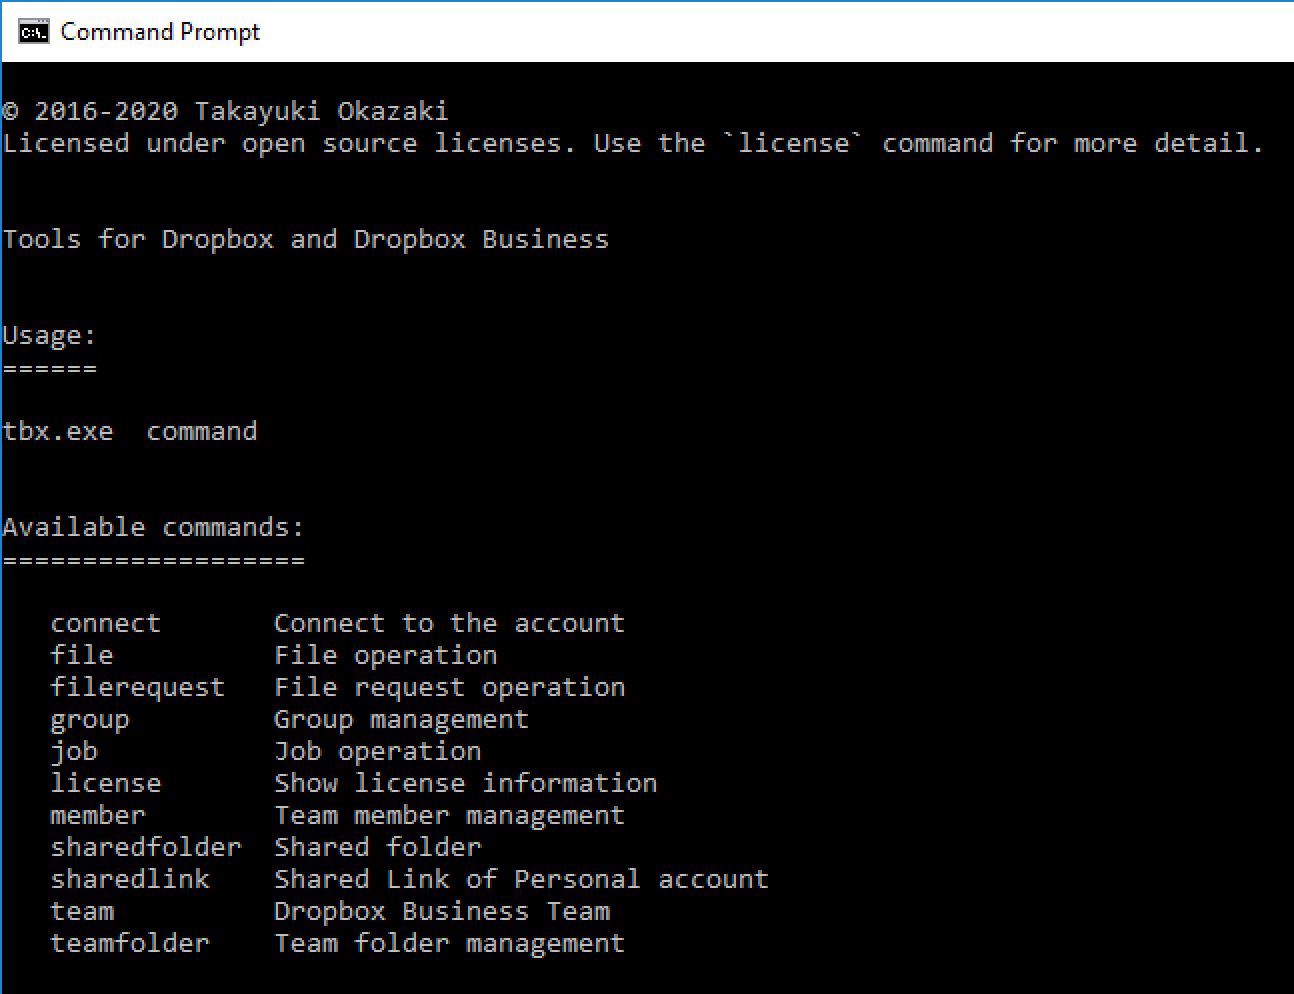 Command Prompt
© 2016-2020 Takayuki Okazaki
Licensed under open source licenses. Use the `license` command for more detail.
Tools for Dropbox and Dropbox Business
Usage:
======
tbx.exe  command
Available commands:
===================
connect       Connect to the account
file          File operation
filerequest   File request operation
group         Group management
job           Job operation
license       Show license information
member        Team member management
sharedfolder  Shared folder
sharedlink    Shared Link of Personal account
team          Dropbox Business Team
teamfolder    Team folder management